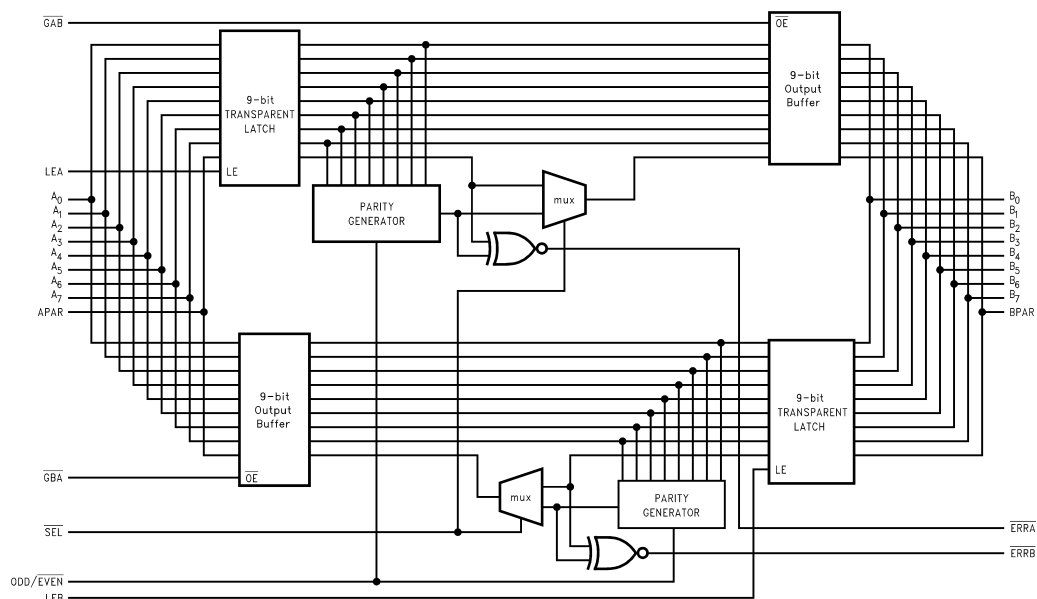 GAB
OE
9-bit
TRANSPARENT
LATCH
LE
9-bit
Output
Buffer
LEA
A0
A1
A2
A3
A4
A5
A6
A7
APAR
PARITY
GENERATOR
mux
B0
B1
B2
B3
B4
B5
B6
B7
BPAR
9-bit
Output
Buffer
OE
9-bit
TRANSPARENT
LATCH
LE
GBA
mux
PARITY
GENERATOR
SEL
ERRA
ERRB
ODD/EVEN
LEB